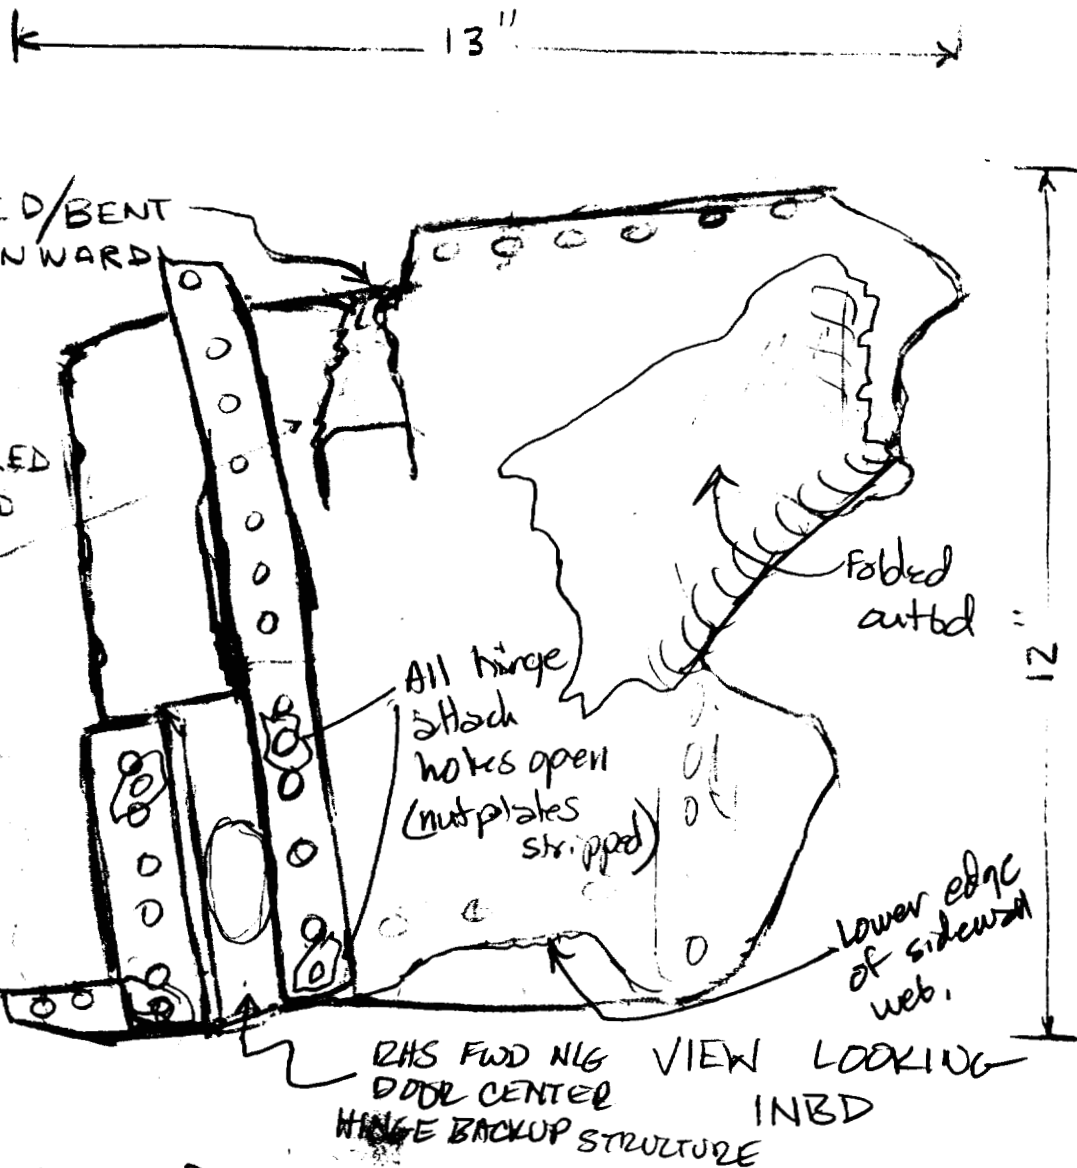 13"
D/BENT
NWARD
ED
All hinge
attach
holes open
(nutplates
stripped)
Folded
outbd
12"
Lower edge
of sidewall
web.
RHS FWD NLG
DOOR CENTER
HINGE BACKUP STRUCTURE
VIEW LOOKING
INBD